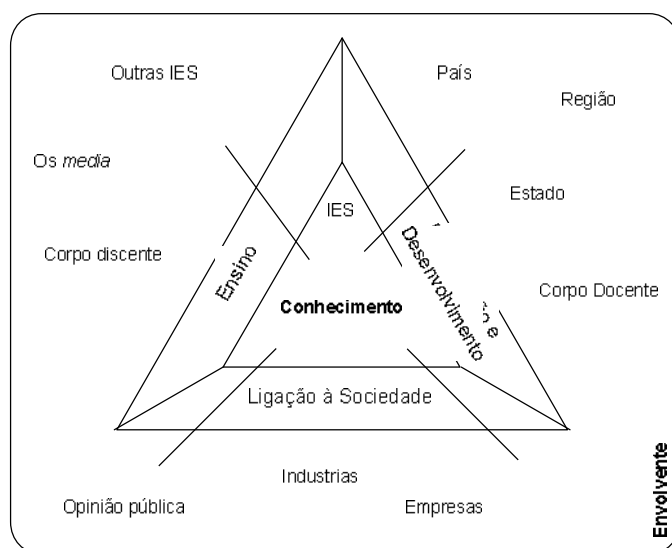 Outras IES
País
Região
Os media
Estado
IES
Corpo discente
Ensino
Desenvolvimento
ão e
Corpo Docente
Conhecimento
Ligação à Sociedade
Industrias
Opinião pública
Empresas
Envolvente